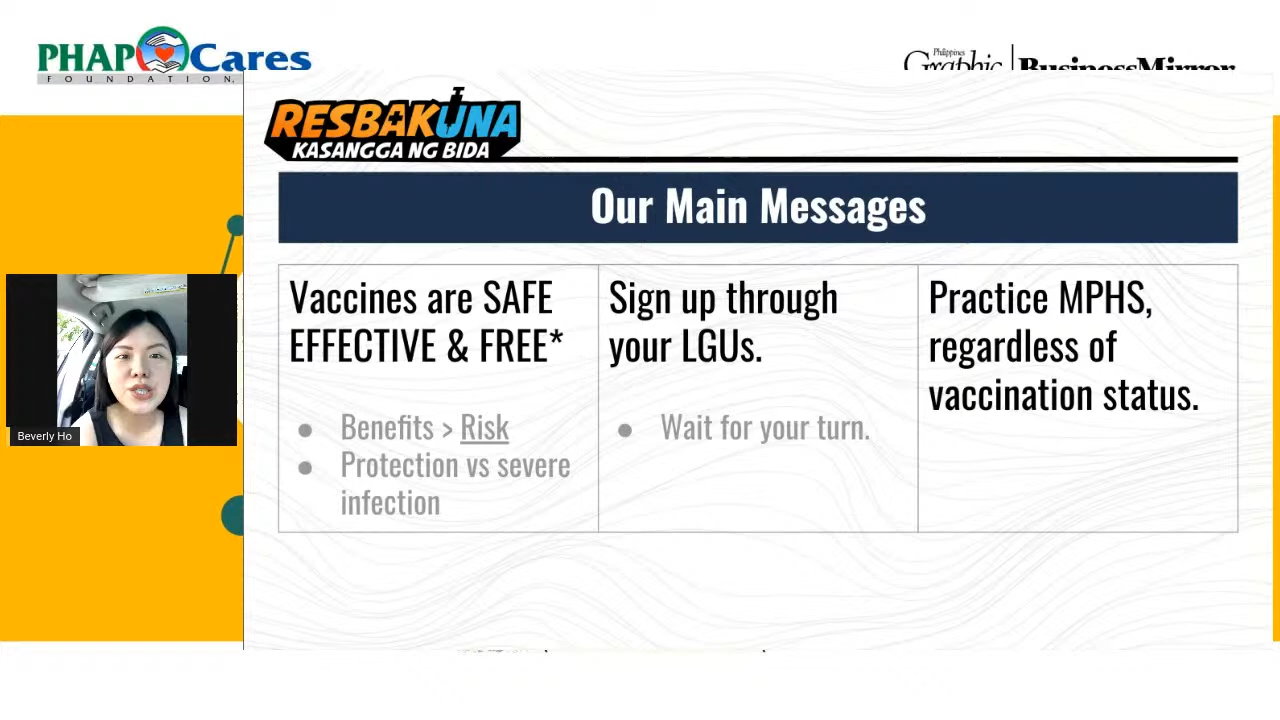 PHAP Cares
FOUNDATION.
Philippines
Graphic
BusinessMirror
RESBAKUNA
KASANGGA NG BIDA
Our Main Messages
Vaccines are SAFE
EFFECTIVE & FREE*
● Benefits > Risk
● Protection vs severe
infection
Sign up through
your LGUs.
● Wait for your turn.
Practice MPHS,
regardless of
vaccination status.
Beverly Ho